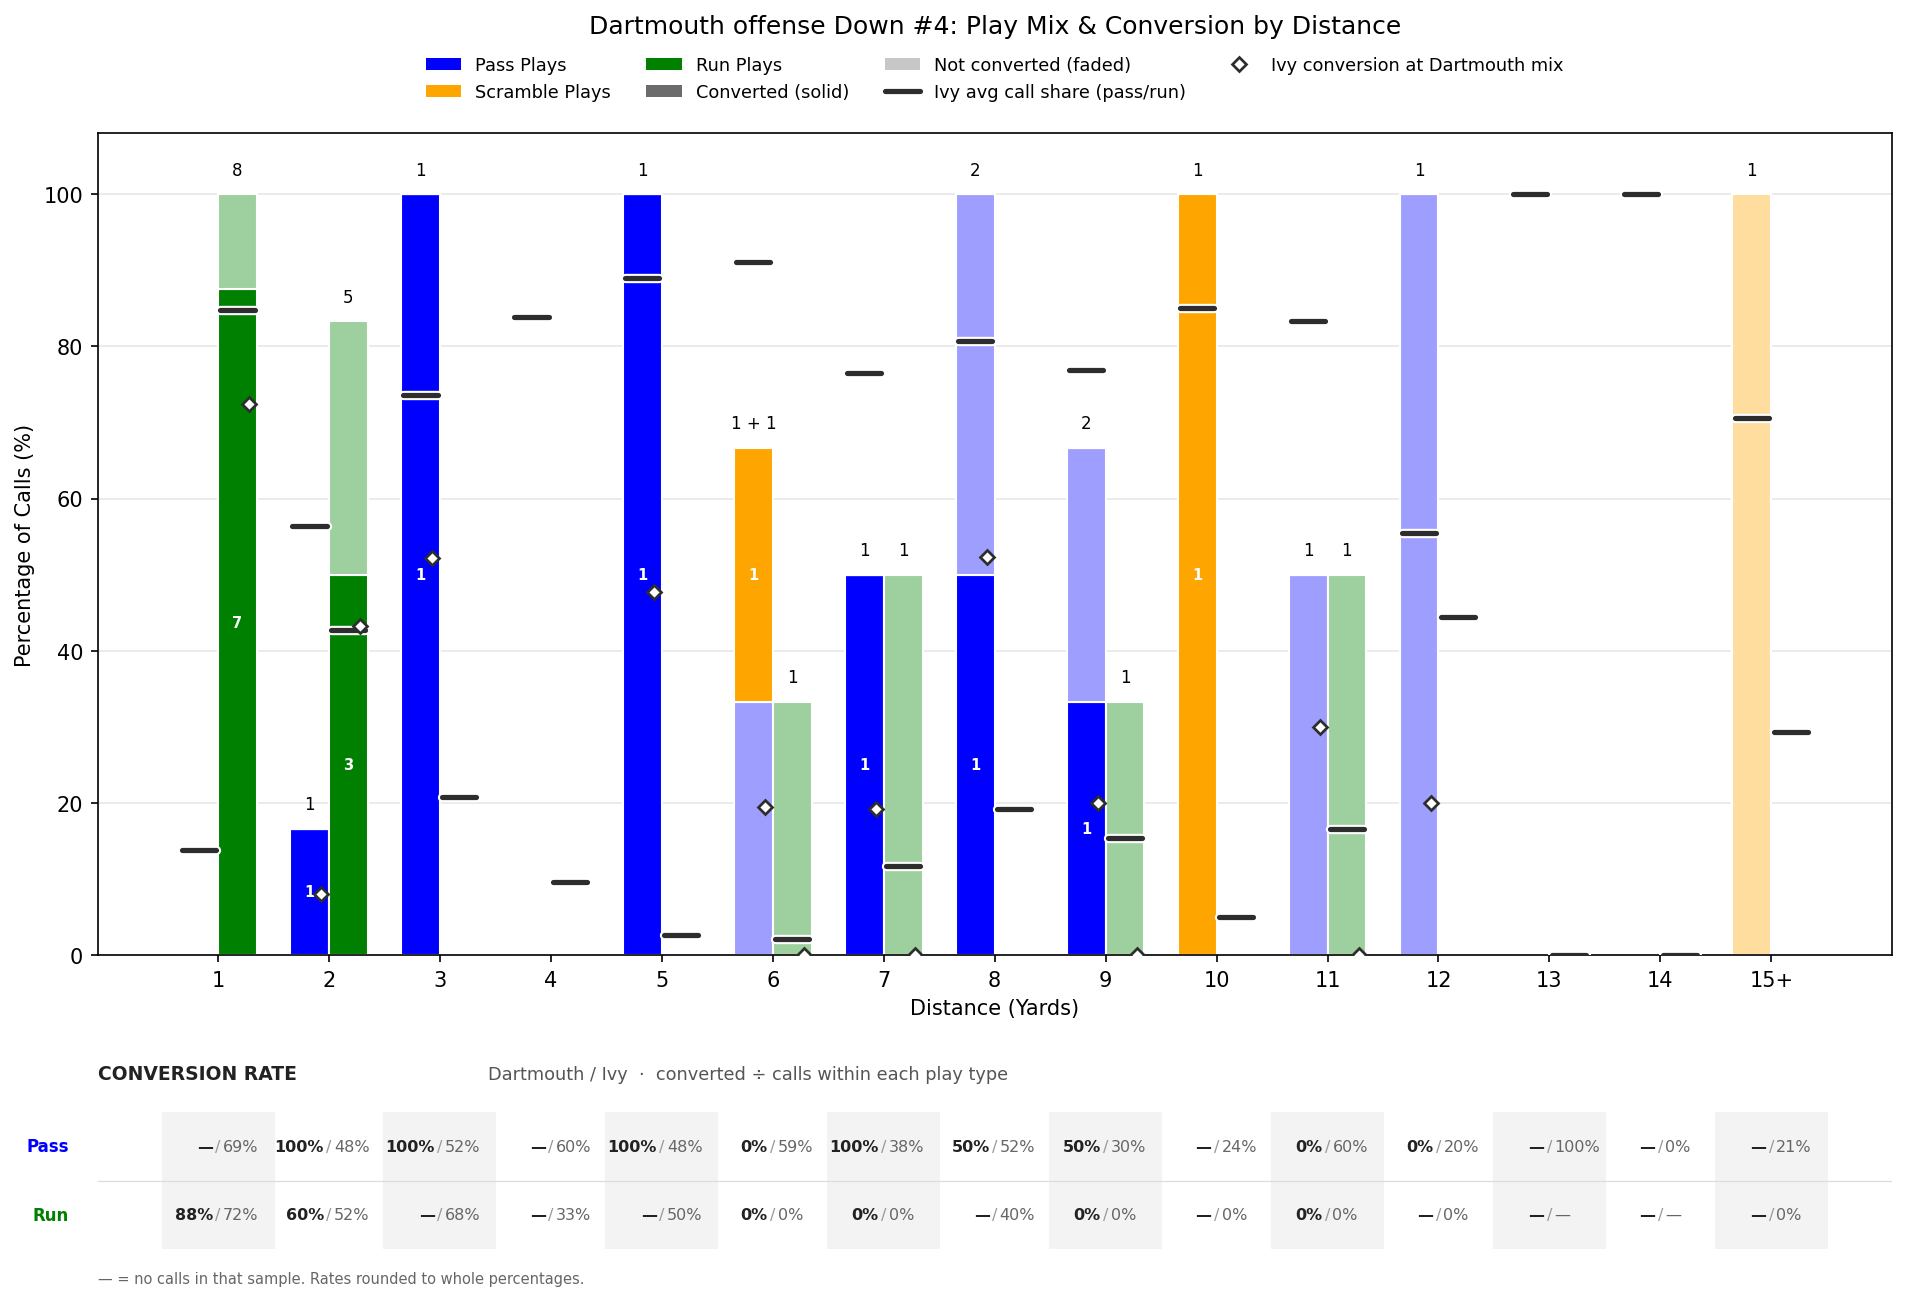 Dartmouth offense Down #4: Play Mix & Conversion by Distance
Pass Plays Run Plays Not converted (faded) Ivy conversion at Dartmouth mix
Scramble Plays Converted (solid) Ivy avg call share (pass/run)
8 1 1 2 1 1 1
5
1 + 1 2
1 1 1 1
1 1
1
7 1 1 1 1
1 3 1 1 1
Percentage of Calls (%)
100
80
60
40
20
0
1 2 3 4 5 6 7 8 9 10 11 12 13 14 15+
Distance (Yards)
CONVERSION RATE Dartmouth / Ivy · converted ÷ calls within each play type
Pass —/69% 100%/48% 100%/52% —/60% 100%/48% 0%/59% 100%/38% 50%/52% 50%/30% —/24% 0%/60% 0%/20% —/100% —/0% —/21%
Run 88%/72% 60%/52% —/68% —/33% —/50% 0%/0% 0%/0% —/40% 0%/0% —/0% 0%/0% —/0% —/— —/— —/0%
— = no calls in that sample. Rates rounded to whole percentages.